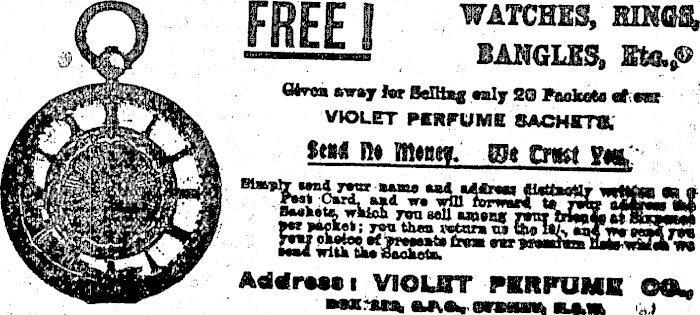 FREE!
WATCHES, RINGS,
BANGLES, Etc.,
Given away for Selling only 20 Packets of our
VIOLET PERFUME SACHETS.
Send No Money. We Trust You.
Simply send your name and address distinctly written on a
Post Card, and we will forward to your address the
Sachets, which you sell among your friends at Sixpence
per packet; you then return us the 10/-, and we send you
your choice of presents from our premium lists which we
send with the Sachets.
Address: VIOLET PERFUME CO.,
BOX G.P.O., SYDNEY, N.S.W.